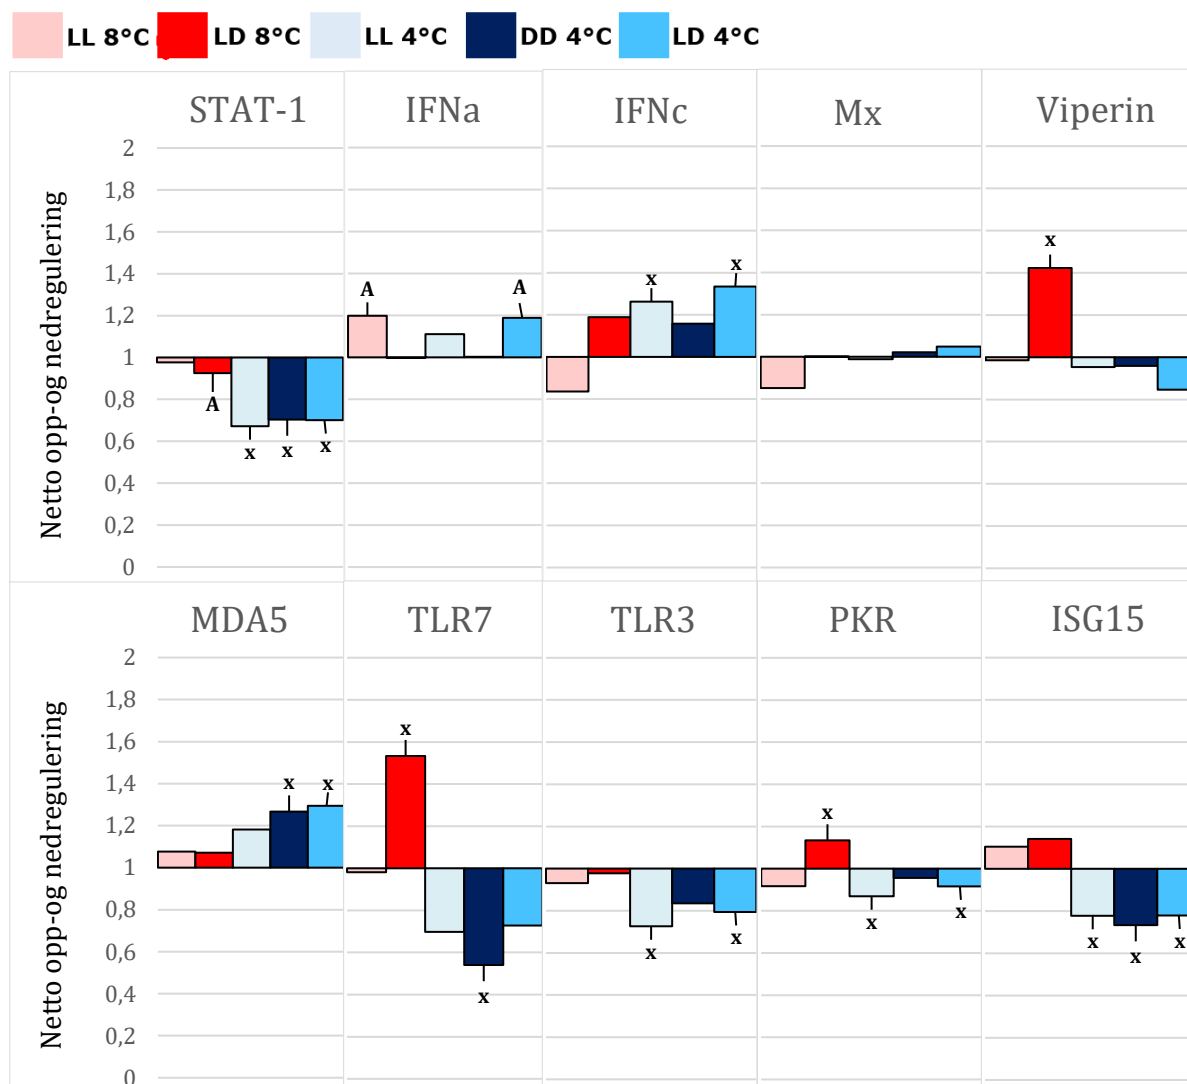 LL 8°C LD 8°C LL 4°C DD 4°C LD 4°C
STAT-1 IFNa IFNc Mx Viperin
Netto opp-og nedregulering
2
1,8
1,6
1,4
1,2
1
0,8
0,6
0,4
0,2
0
A x x x
A A
x x
x
MDA5 TLR7 TLR3 PKR ISG15
Netto opp-og nedregulering
2
1,8
1,6
1,4
1,2
1
0,8
0,6
0,4
0,2
0
x x
x x
x x
x x x
x x x